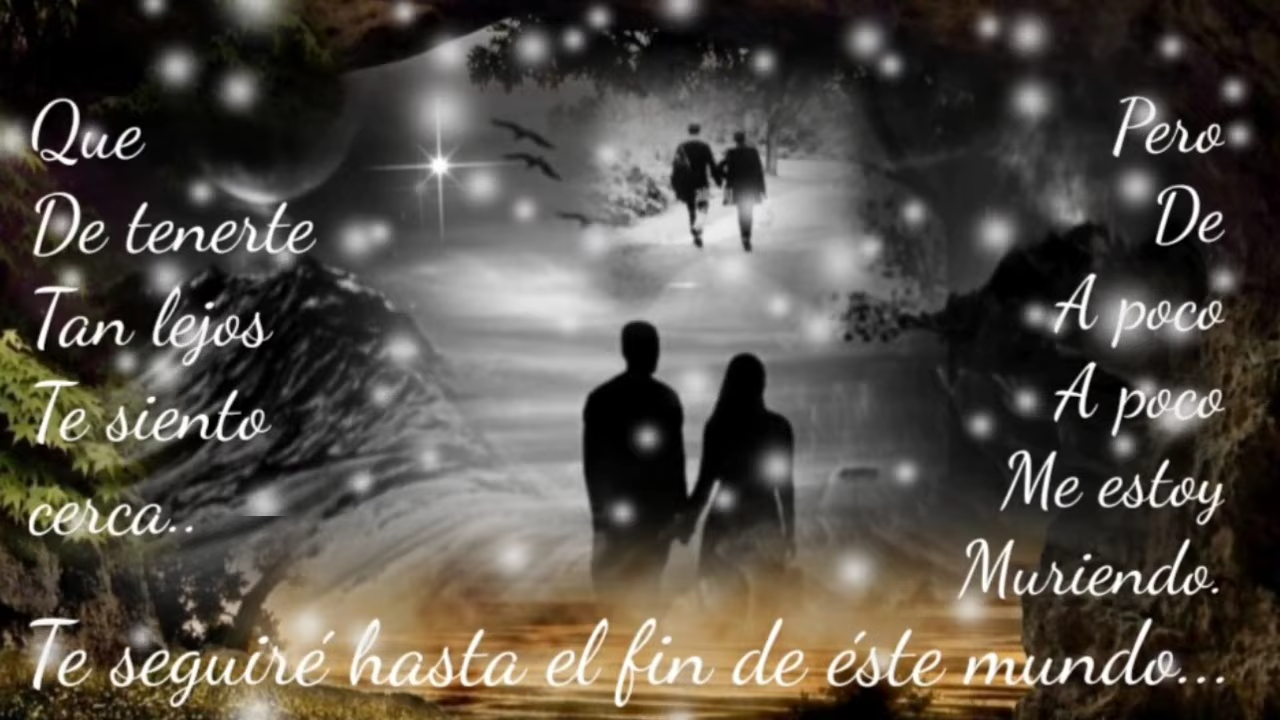 Que
De tenerte
Tan lejos
Te siento
cerca..
Pero
De
A poco
A poco
Me estoy
Muriendo.
Te seguiré hasta el fin de éste mundo...